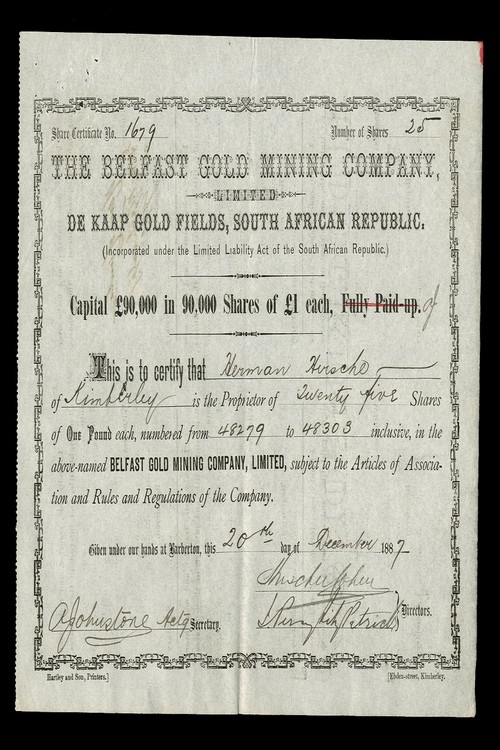 Share Certificate No. 1679 Number of Shares 25
THE BELFAST GOLD MINING COMPANY,
LIMITED
DE KAAP GOLD FIELDS, SOUTH AFRICAN REPUBLIC.
(Incorporated under the Limited Liability Act of the South African Republic.)
Capital £90,000 in 90,000 Shares of £1 each, Fully Paid-up.
This is to certify that Herman Hirsche
of Kimberley is the Proprietor of Twenty five Shares
of One Pound each, numbered from 48279 to 48303 inclusive, in the
above-named BELFAST GOLD MINING COMPANY, LIMITED, subject to the Articles of Associa-
tion and Rules and Regulations of the Company.
Given under our hands at Barberton, this 20th day of December 1887
Johnstone Actg Secretary. Directors.
Hartley and Son, Printers.] [Ebden-street, Kimberley.